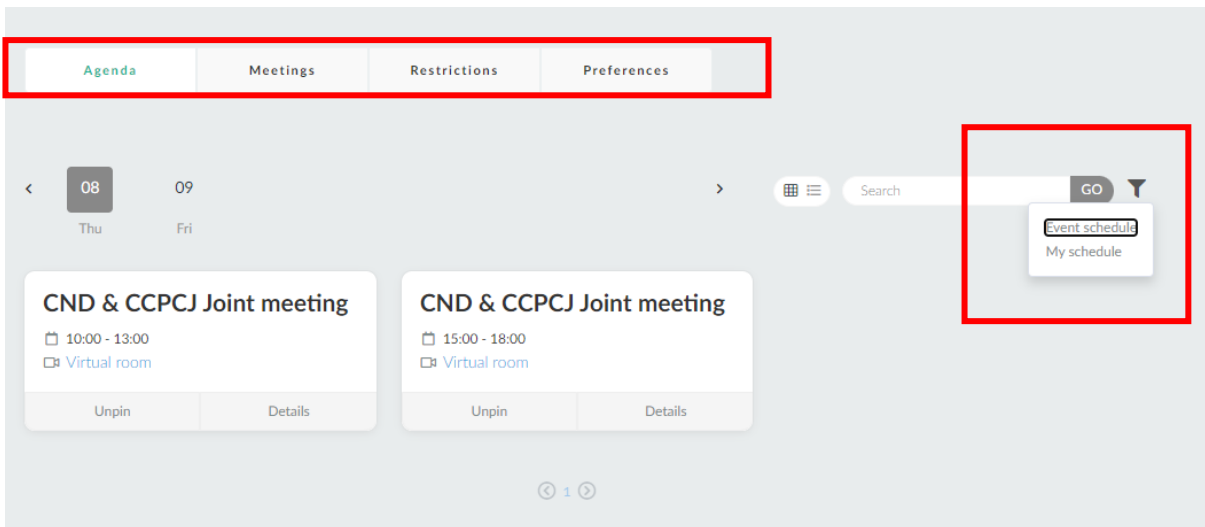 Agenda Meetings Restrictions Preferences
08 09
Thu Fri
Search GO
Event schedule
My schedule
CND & CCPCJ Joint meeting
10:00 - 13:00
Virtual room
Unpin Details
CND & CCPCJ Joint meeting
15:00 - 18:00
Virtual room
Unpin Details
1